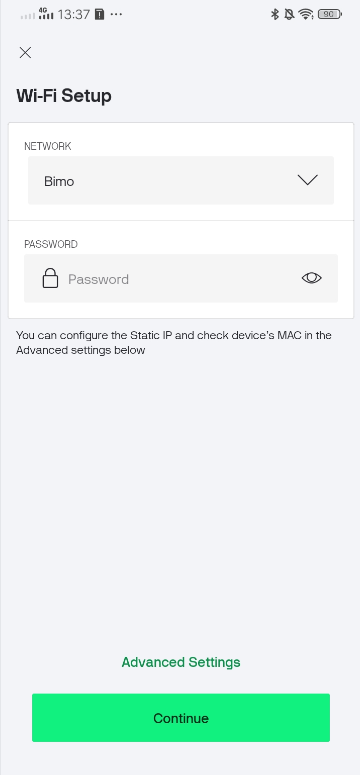 4G 13:37 90
Wi-Fi Setup
NETWORK
Bimo
PASSWORD
Password
You can configure the Static IP and check device's MAC in the
Advanced settings below
Advanced Settings
Continue